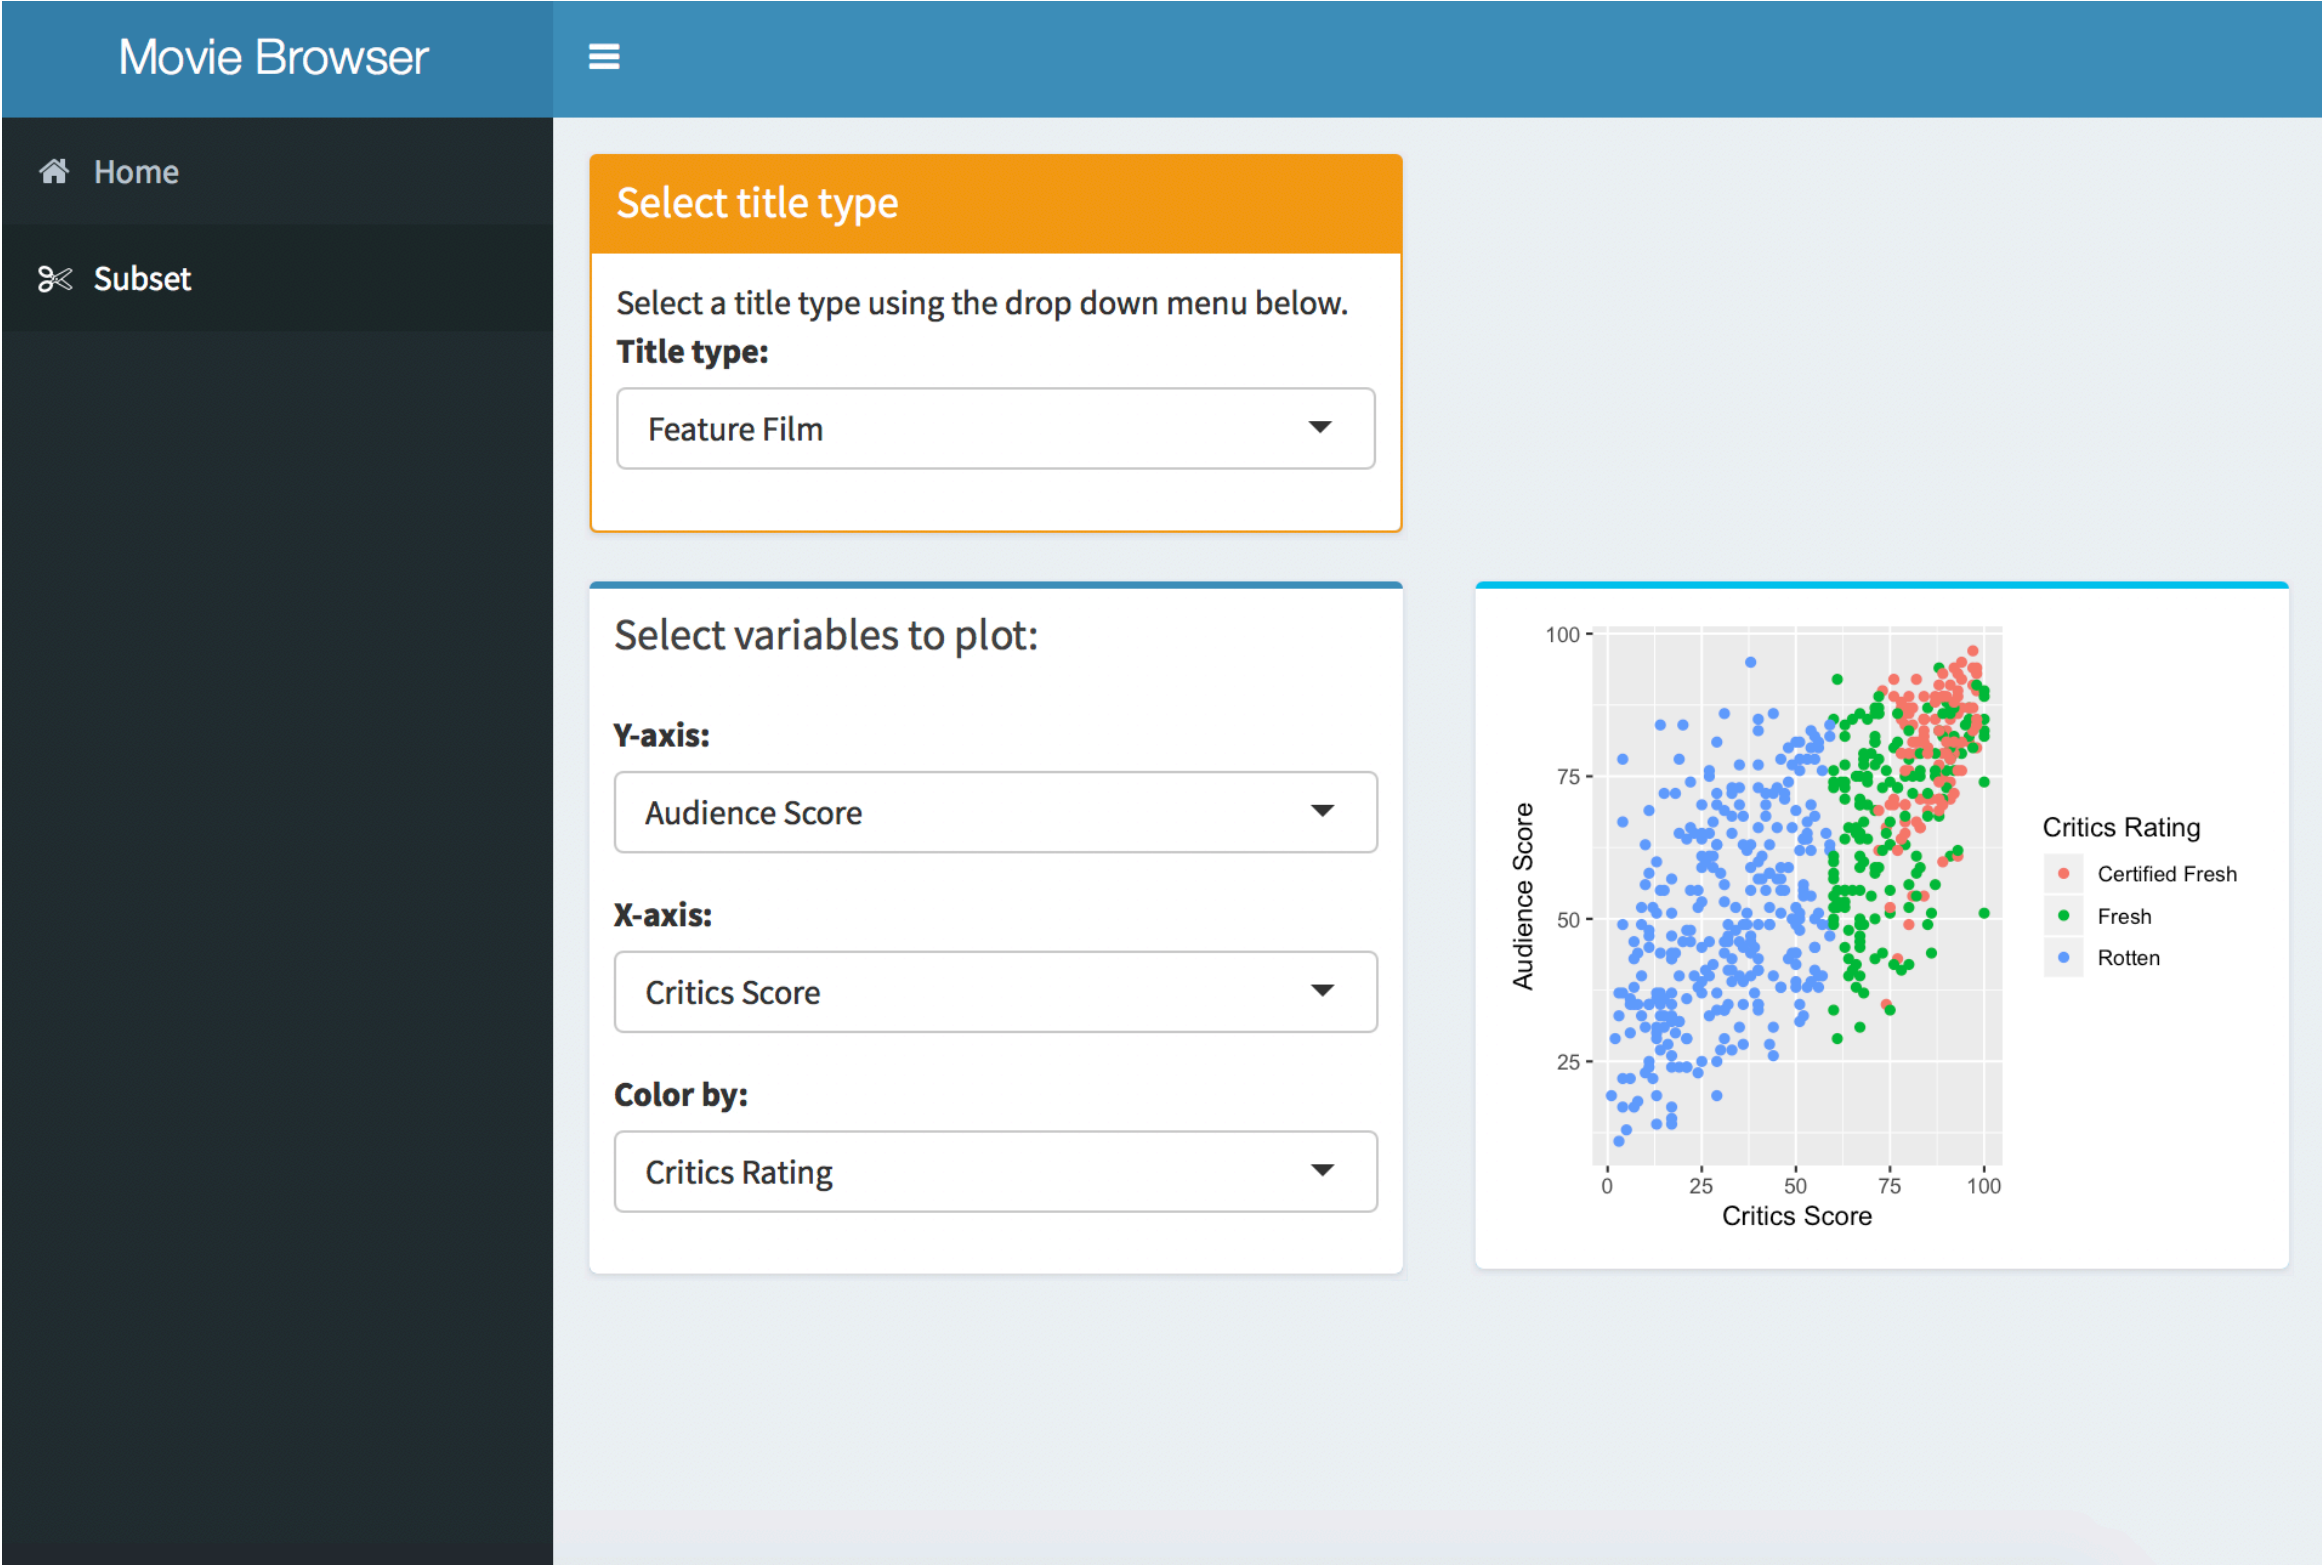 Movie Browser
Home
Subset
Select title type
Select a title type using the drop down menu below.
Title type:
Feature Film
Select variables to plot:
Y-axis:
Audience Score
X-axis:
Critics Score
Color by:
Critics Rating
100
75
50
25
Audience Score
0 25 50 75 100
Critics Score
Critics Rating
Certified Fresh
Fresh
Rotten